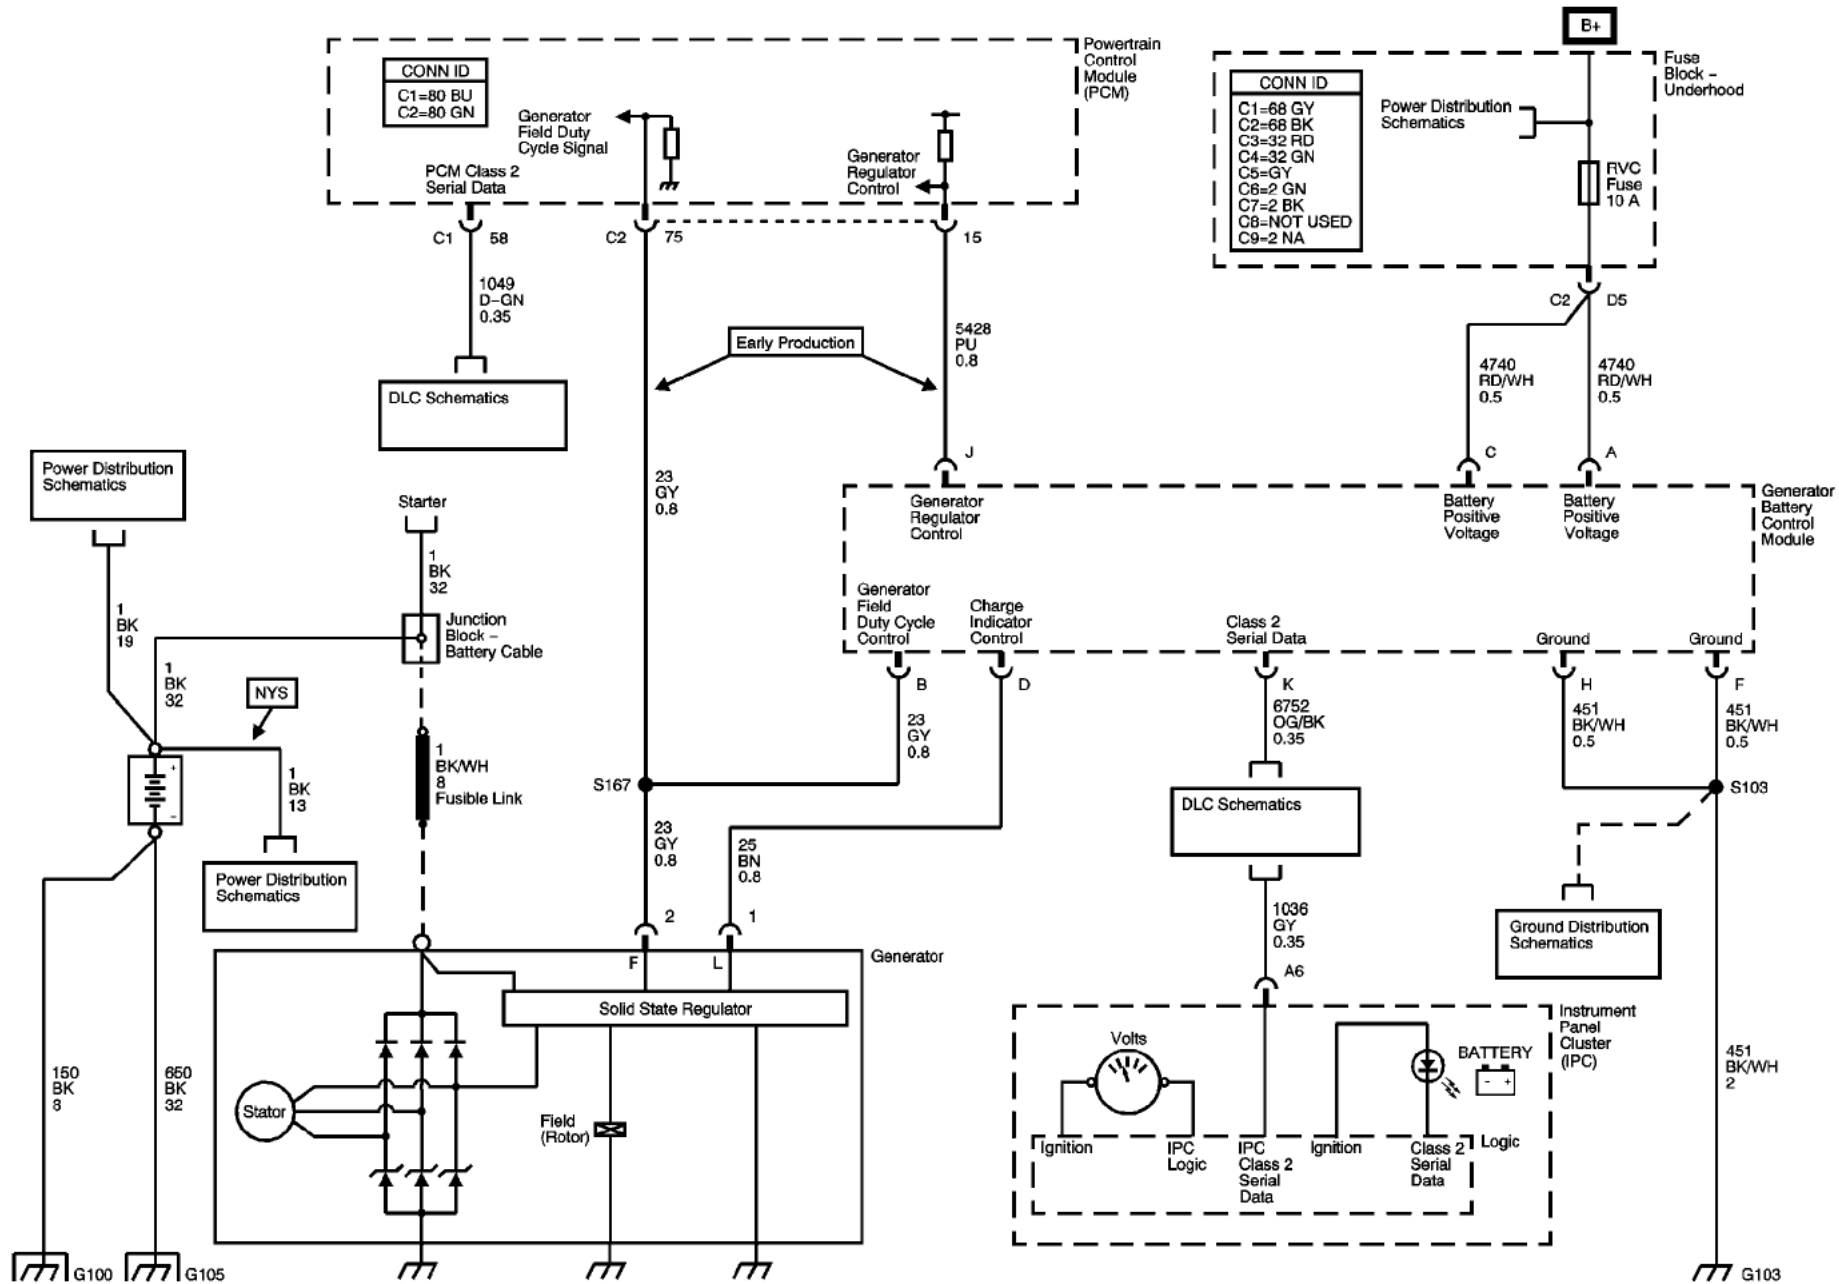 B+
Powertrain
Control
Module
(PCM)
CONN ID
C1=80 BU
C2=80 GN
Generator
Field Duty
Cycle Signal
PCM Class 2
Serial Data
Generator
Regulator
Control
Fuse
Block –
Underhood
CONN ID
C1=68 GY
C2=68 BK
C3=32 RD
C4=32 GN
C5=GY
C6=2 GN
C7=2 BK
C8=NOT USED
C9=2 NA
Power Distribution
Schematics
RVC
Fuse
10 A
C1
58
C2
75
15
C2
D5
1049
D–GN
0.35
DLC Schematics
Early Production
5428
PU
0.8
4740
RD/WH
0.5
4740
RD/WH
0.5
J
C
A
Power Distribution
Schematics
Starter
23
GY
0.8
Generator
Regulator
Control
Battery
Positive
Voltage
Battery
Positive
Voltage
Generator
Battery
Control
Module
1
BK
32
1
BK
19
Junction
Block –
Battery Cable
Generator
Field
Duty Cycle
Control
Charge
Indicator
Control
Class 2
Serial Data
Ground
Ground
1
BK
32
NYS
B
D
K
H
F
23
GY
0.8
6752
OG/BK
0.35
451
BK/WH
0.5
451
BK/WH
0.5
+
–
1
BK
13
1
BK/WH
8
Fusible Link
S167
S103
DLC Schematics
23
GY
0.8
25
BN
0.8
Power Distribution
Schematics
2
1
1036
GY
0.35
A6
Ground Distribution
Schematics
Generator
F
L
Solid State Regulator
Instrument
Panel
Cluster
(IPC)
Volts
BATTERY
- +
150
BK
8
650
BK
32
Stator
Field
(Rotor)
451
BK/WH
2
Ignition
IPC
Logic
IPC
Class 2
Serial
Data
Ignition
Class 2
Serial
Data
Logic
G100
G105
G103